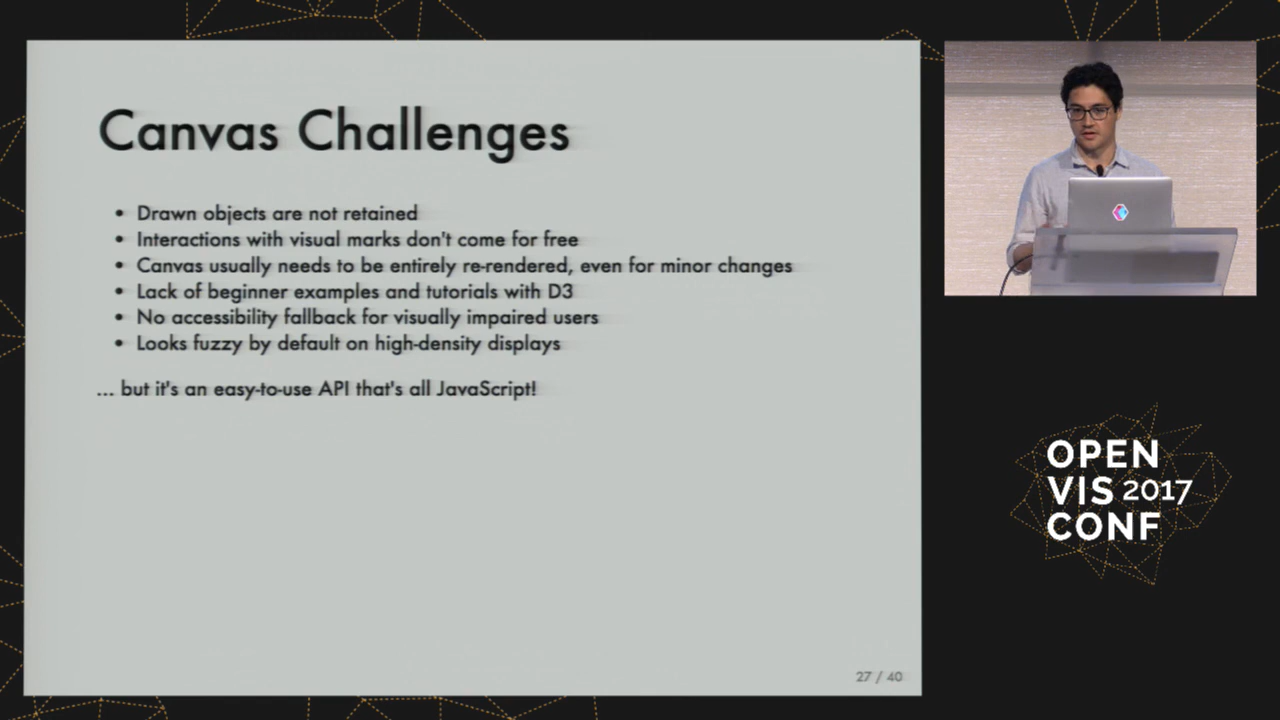 Canvas Challenges
• Drawn objects are not retained
• Interactions with visual marks don't come for free
• Canvas usually needs to be entirely re-rendered, even for minor changes
• Lack of beginner examples and tutorials with D3
• No accessibility fallback for visually impaired users
• Looks fuzzy by default on high-density displays
... but it's an easy-to-use API that's all JavaScript!
27 / 40
OPEN
VIS 2017
CONF